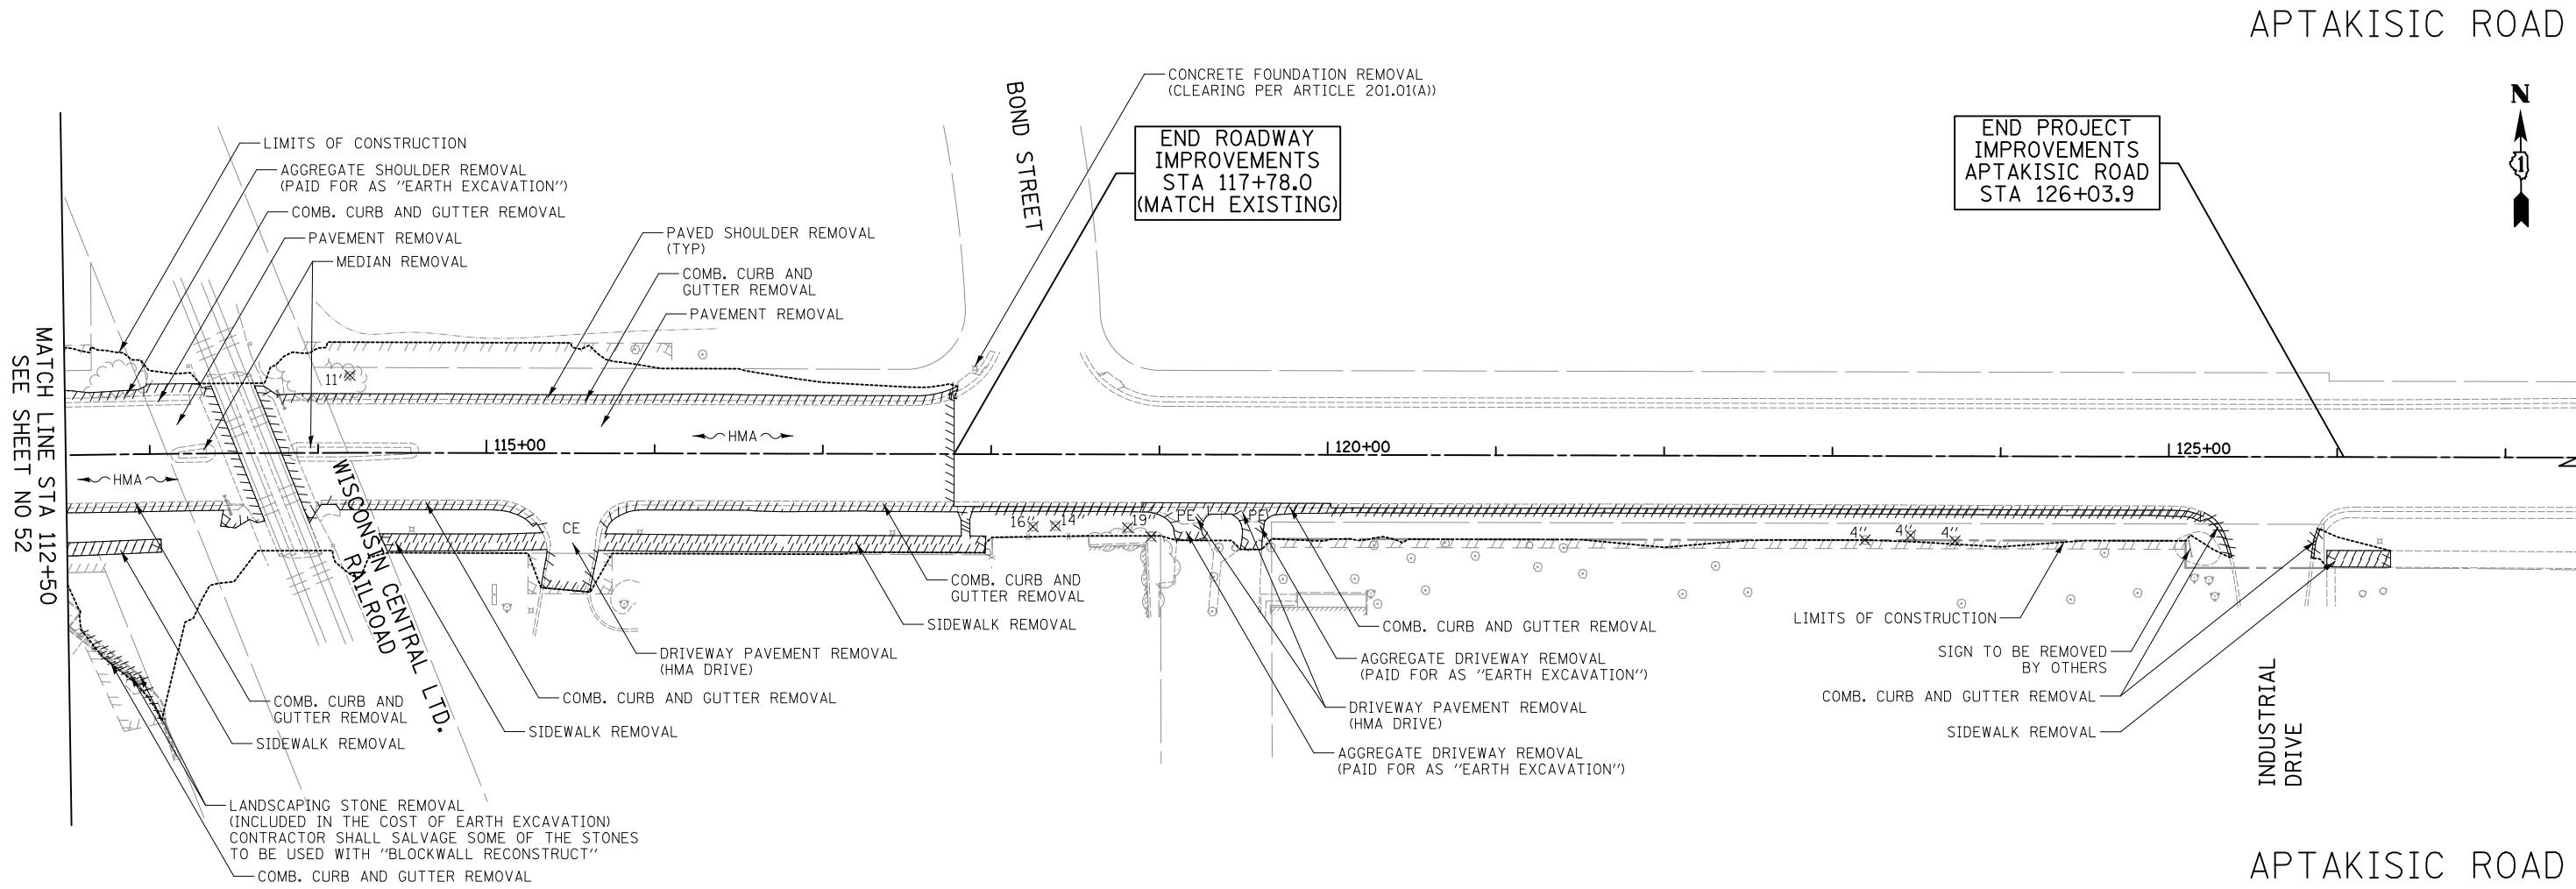 APTAKISIC ROAD
CONCRETE FOUNDATION REMOVAL
(CLEARING PER ARTICLE 201.01(A))
BOND STREET
END ROADWAY
IMPROVEMENTS
STA 117+78.0
(MATCH EXISTING)
END PROJECT
IMPROVEMENTS
APTAKISIC ROAD
STA 126+03.9
N
1
LIMITS OF CONSTRUCTION
AGGREGATE SHOULDER REMOVAL
(PAID FOR AS "EARTH EXCAVATION")
COMB. CURB AND GUTTER REMOVAL
PAVEMENT REMOVAL
MEDIAN REMOVAL
PAVED SHOULDER REMOVAL
(TYP)
COMB. CURB AND
GUTTER REMOVAL
PAVEMENT REMOVAL
MATCH LINE STA 112+50
SEE SHEET NO 52
11"
115+00
HMA
120+00
125+00
HMA
WISCONSIN CENTRAL LTD.
RAILROAD
CE
16"
14"
19"
PE
PE
4"
4"
4"
COMB. CURB AND
GUTTER REMOVAL
SIDEWALK REMOVAL
DRIVEWAY PAVEMENT REMOVAL
(HMA DRIVE)
COMB. CURB AND GUTTER REMOVAL
SIDEWALK REMOVAL
COMB. CURB AND
GUTTER REMOVAL
SIDEWALK REMOVAL
COMB. CURB AND GUTTER REMOVAL
AGGREGATE DRIVEWAY REMOVAL
(PAID FOR AS "EARTH EXCAVATION")
DRIVEWAY PAVEMENT REMOVAL
(HMA DRIVE)
AGGREGATE DRIVEWAY REMOVAL
(PAID FOR AS "EARTH EXCAVATION")
LIMITS OF CONSTRUCTION
SIGN TO BE REMOVED
BY OTHERS
COMB. CURB AND GUTTER REMOVAL
SIDEWALK REMOVAL
INDUSTRIAL
DRIVE
LANDSCAPING STONE REMOVAL
(INCLUDED IN THE COST OF EARTH EXCAVATION)
CONTRACTOR SHALL SALVAGE SOME OF THE STONES
TO BE USED WITH "BLOCKWALL RECONSTRUCT"
COMB. CURB AND GUTTER REMOVAL
APTAKISIC ROAD